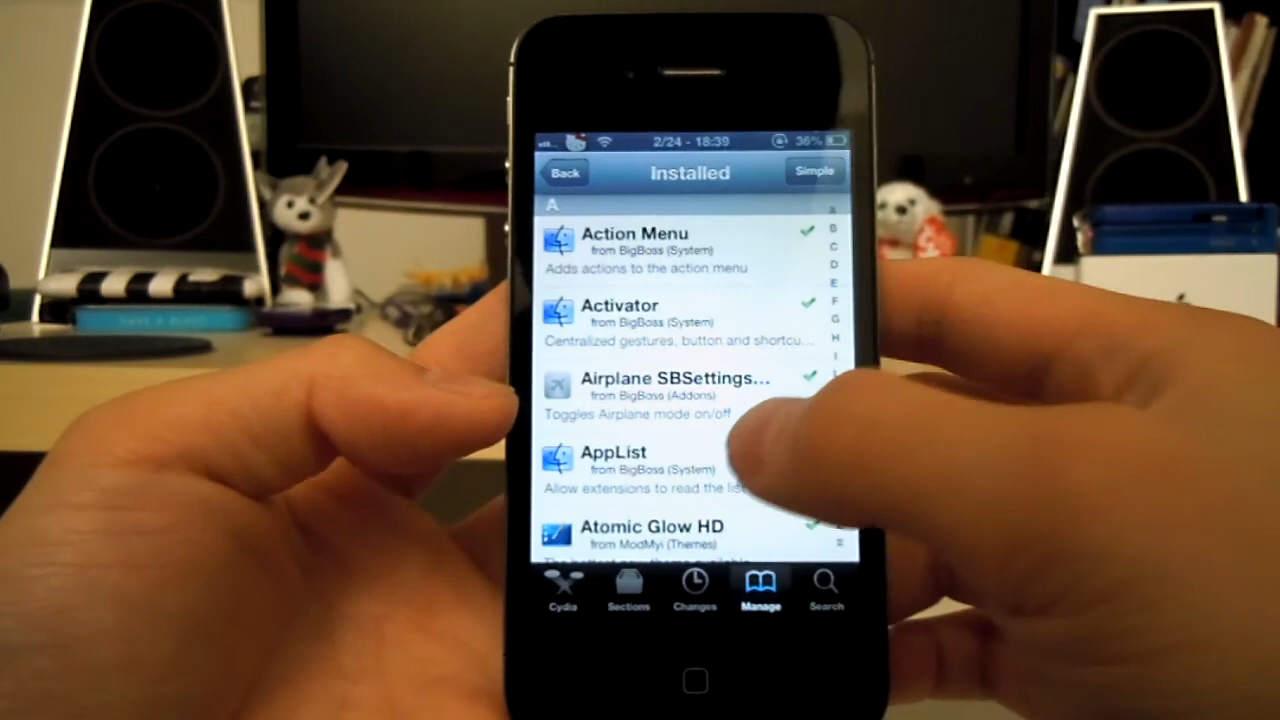 2/24 - 18:39
36%
Back
Installed
Simple
A
Action Menu
from BigBoss (System)
Adds actions to the action menu
Activator
from BigBoss (System)
Centralized gestures, button and shortcu...
Airplane SBSettings...
from BigBoss (Addons)
Toggles Airplane mode on/off
AppList
from BigBoss (System)
Allow extensions to read the
Atomic Glow HD
from ModMyi (Themes)
A
B
C
D
E
F
G
H
I
Cydia
Sections
Changes
Manage
Search